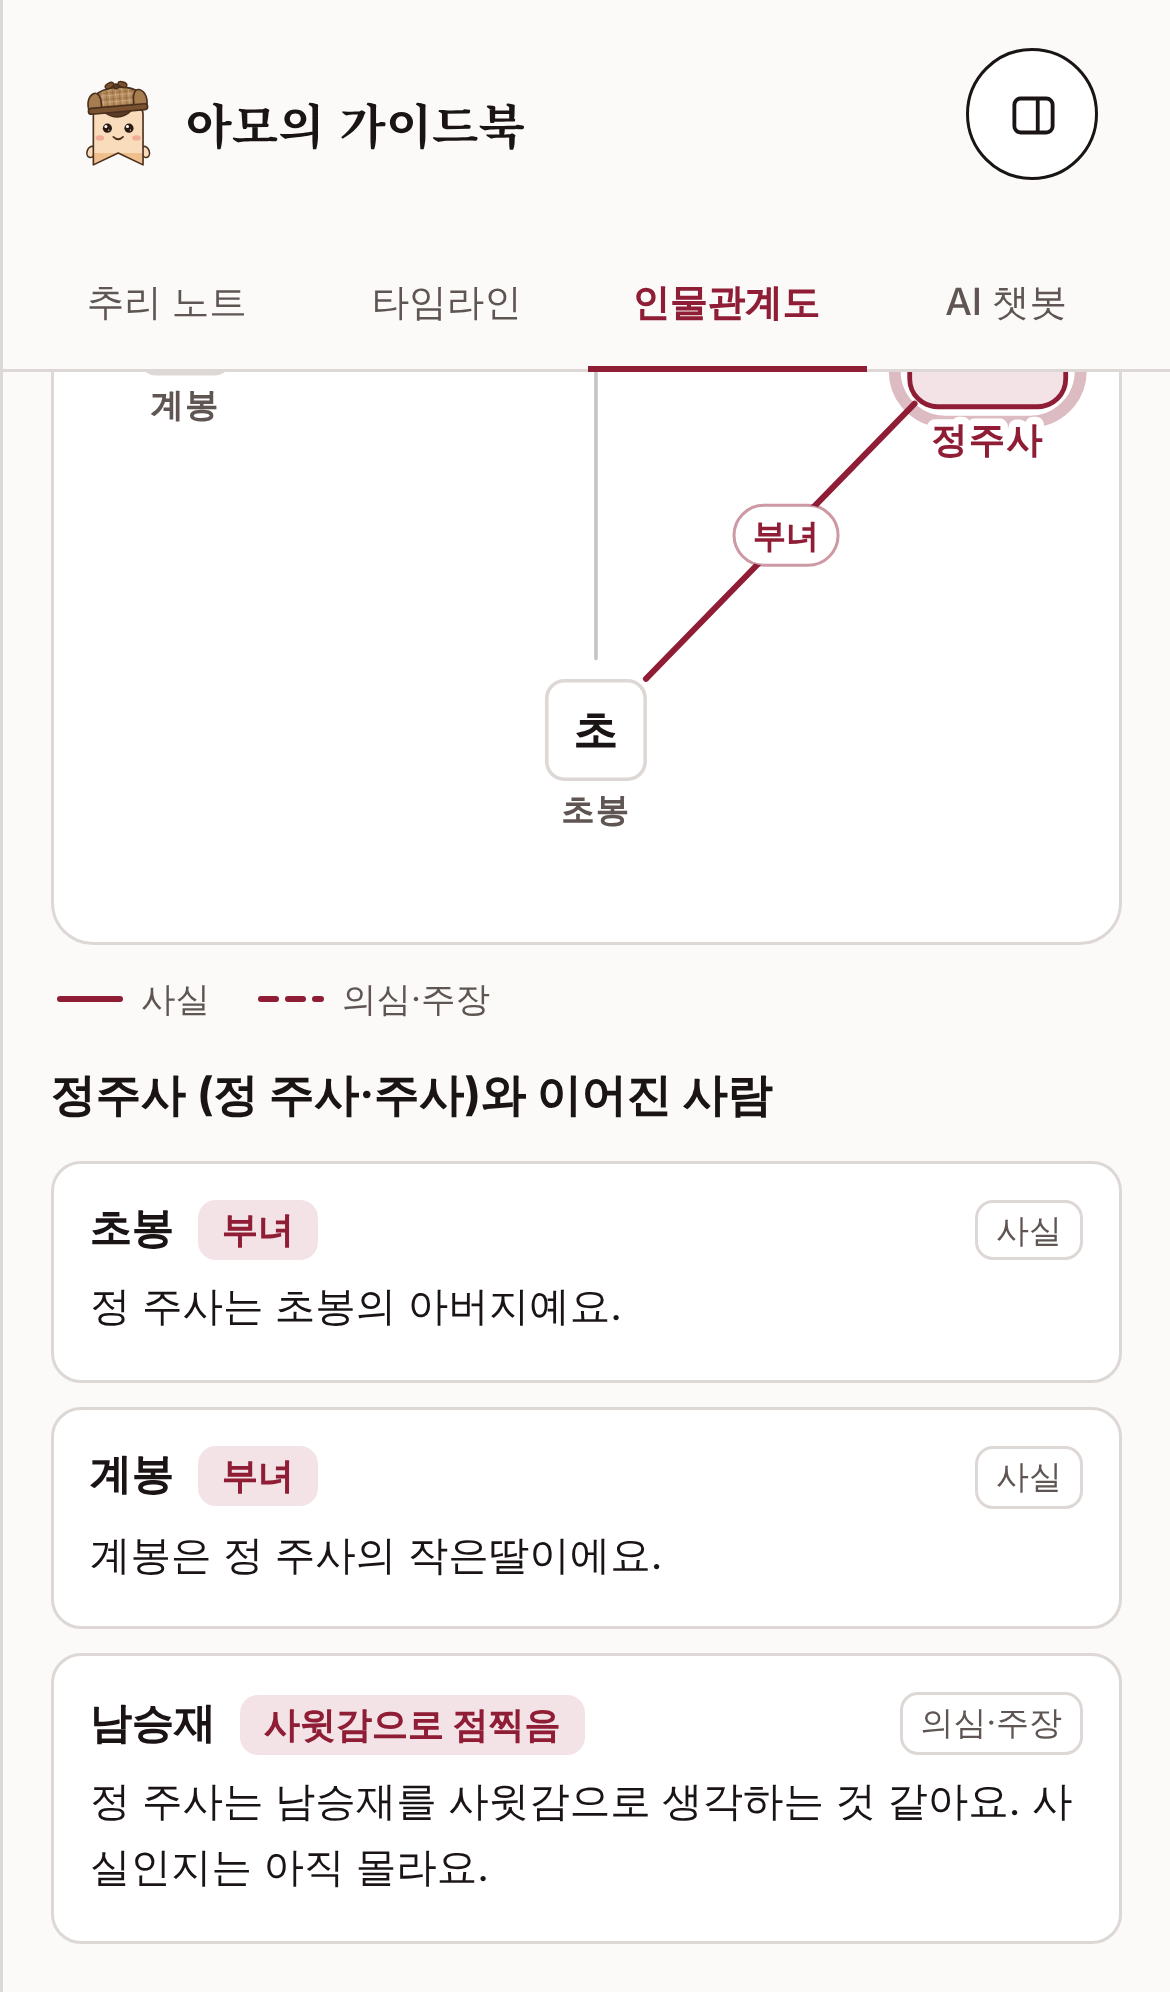 아모의 가이드북
추리 노트
타임라인
인물관계도
AI 챗봇
계봉
정주사
부녀
초
초봉
사실
의심·주장
정주사 (정 주사·주사)와 이어진 사람
초봉 부녀 사실
정 주사는 초봉의 아버지예요.
계봉 부녀 사실
계봉은 정 주사의 작은딸이에요.
남승재 사윗감으로 점찍음 의심·주장
정 주사는 남승재를 사윗감으로 생각하는 것 같아요. 사
실인지는 아직 몰라요.